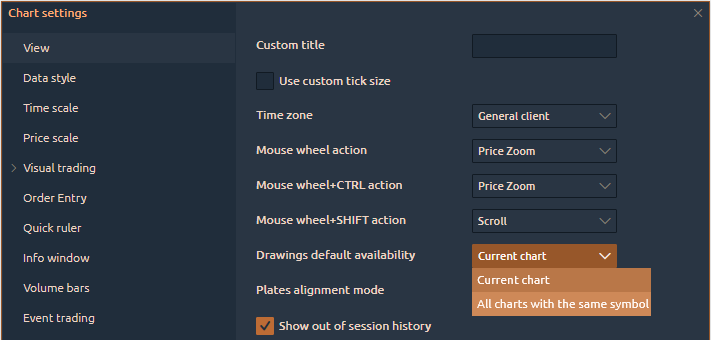 Chart settings
View
Data style
Time scale
Price scale
Visual trading
Order Entry
Quick ruler
Info window
Volume bars
Event trading
Custom title
Use custom tick size
Time zone General client
Mouse wheel action Price Zoom
Mouse wheel+CTRL action Price Zoom
Mouse wheel+SHIFT action Scroll
Drawings default availability Current chart
Current chart
Plates alignment mode
All charts with the same symbol
Show out of session history